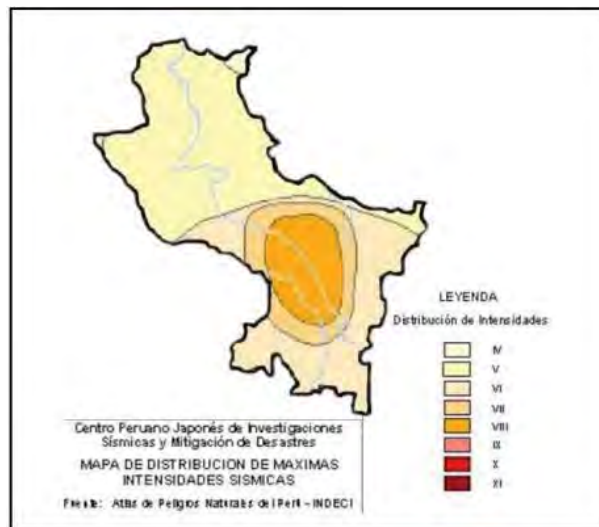 LEYENDA
Distribución de Intensidades
IV
V
VI
VII
VIII
IX
X
XI
Centro Peruano Japonés de Investigaciones
Sísmicas y Mitigación de Desastres
MAPA DE DISTRIBUCION DE MAXIMAS
INTENSIDADES SISMICAS
Fuente: Atlas de Peligros Naturales del Perú - INDECI